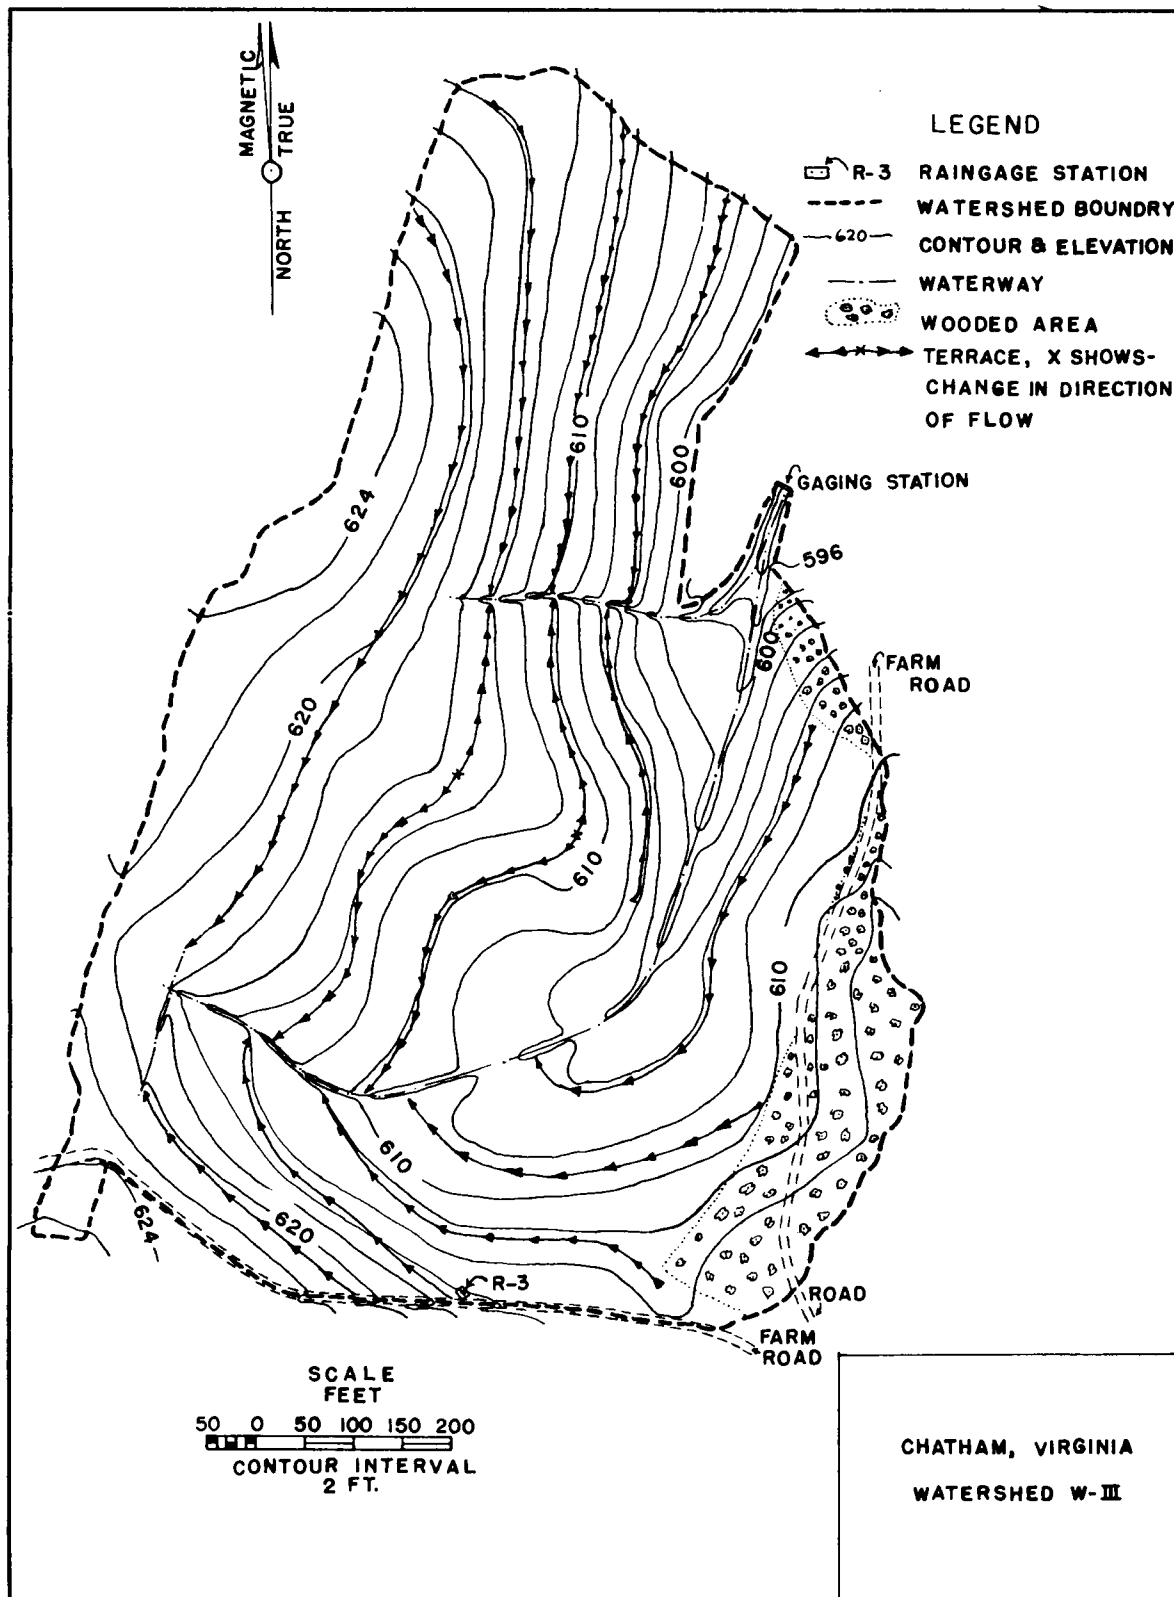 MAGNETIC
TRUE
NORTH
LEGEND
R-3 RAINGAGE STATION
WATERSHED BOUNDRY
620 CONTOUR & ELEVATION
WATERWAY
WOODED AREA
TERRACE, X SHOWS-
CHANGE IN DIRECTION
OF FLOW
610
600
624
GAGING STATION
596
600
FARM
ROAD
620
610
610
610
620
624
R-3
ROAD
FARM
ROAD
SCALE
FEET
50 0 50 100 150 200
CONTOUR INTERVAL
2 FT.
CHATHAM, VIRGINIA
WATERSHED W-III